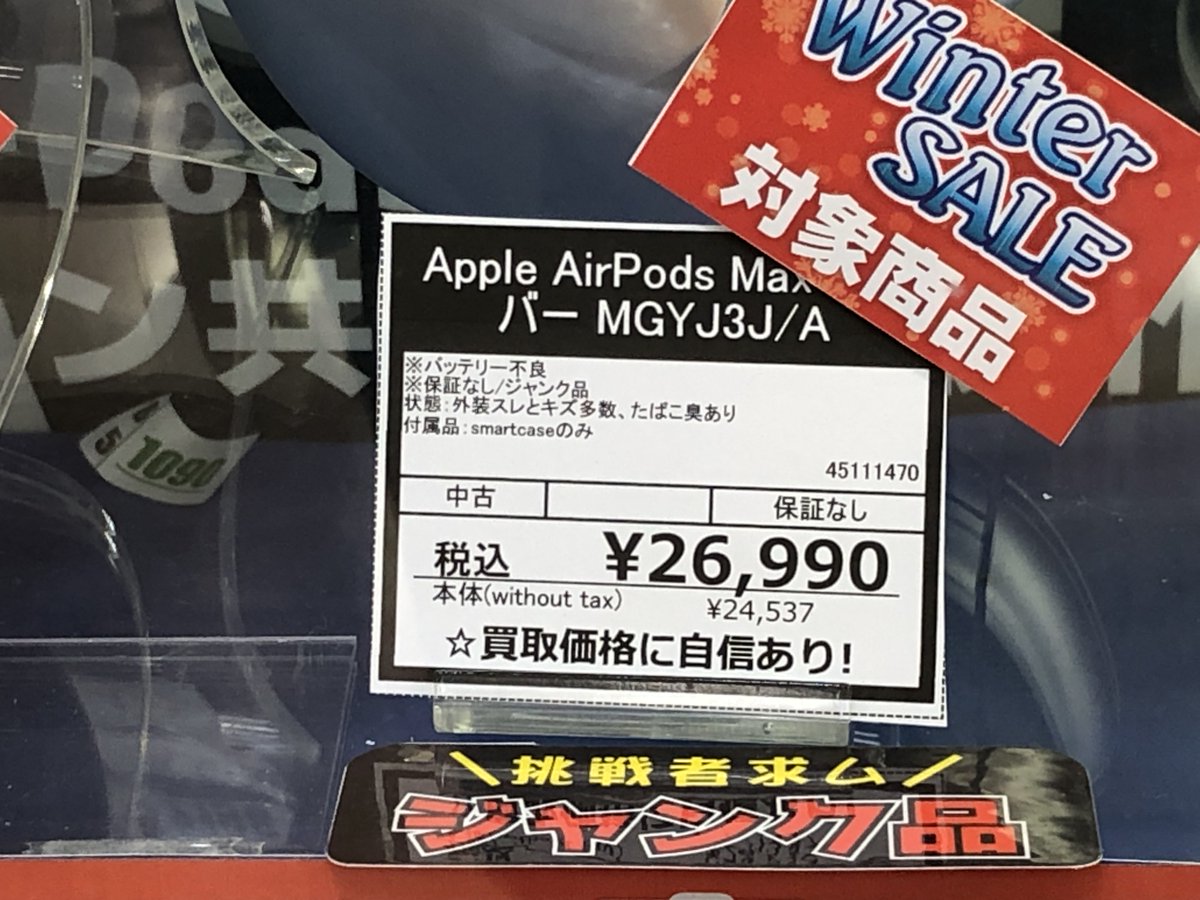 Winter
SALE
対象商品
Apple AirPods Max
バー MGYJ3J/A
※バッテリー不良
※保証なし/ジャンク品
状態:外装スレとキズ多数、たばこ臭あり
付属品:smartcaseのみ
45111470
中古 保証なし
税込 ¥26,990
本体(without tax) ¥24,537
☆買取価格に自信あり!
\挑戦者求ム/
ジャンク品
ン共
5 1090